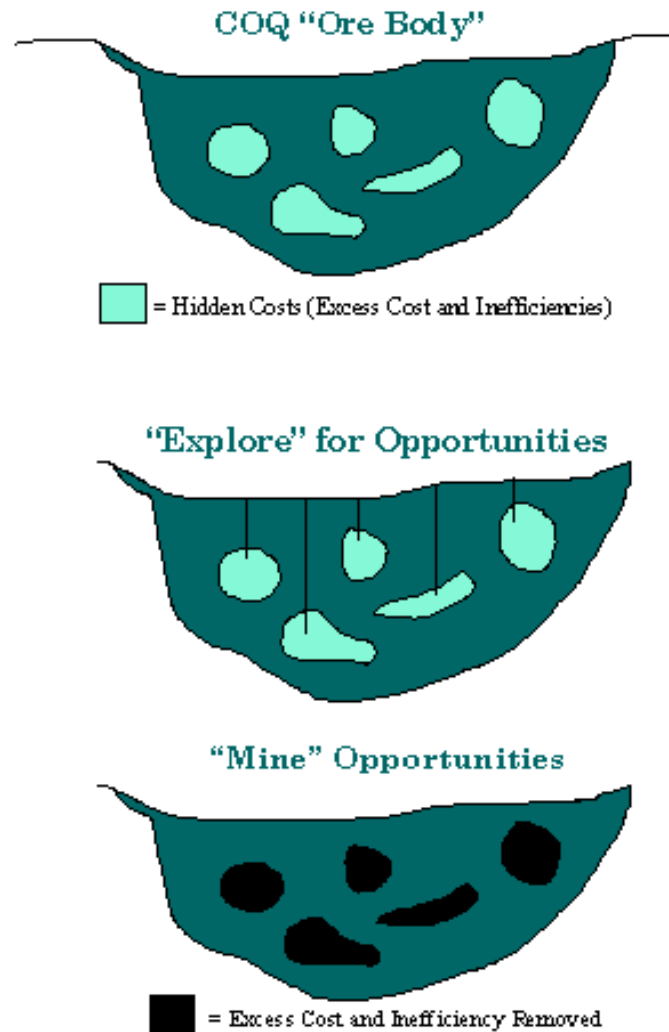 COQ “Ore Body”
= Hidden Costs (Excess Cost and Inefficiencies)
“Explore” for Opportunities
“Mine” Opportunities
= Excess Cost and Inefficiency Removed